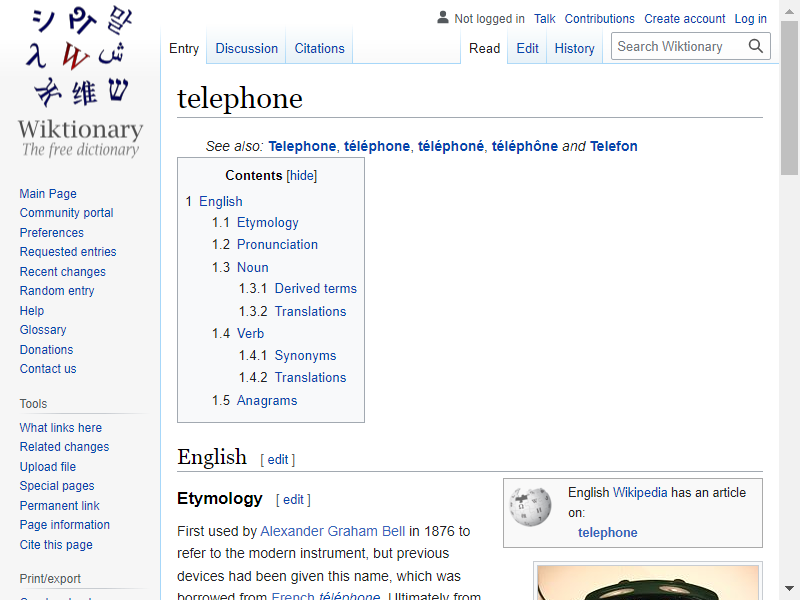 Not logged in Talk Contributions Create account Log in
Entry Discussion Citations Read Edit History Search Wiktionary
Wiktionary
The free dictionary
Main Page
Community portal
Preferences
Requested entries
Recent changes
Random entry
Help
Glossary
Donations
Contact us
Tools
What links here
Related changes
Upload file
Special pages
Permanent link
Page information
Cite this page
Print/export
telephone
See also: Telephone, téléphone, téléphoné, téléphône and Telefon
Contents [hide]
1 English
1.1 Etymology
1.2 Pronunciation
1.3 Noun
1.3.1 Derived terms
1.3.2 Translations
1.4 Verb
1.4.1 Synonyms
1.4.2 Translations
1.5 Anagrams
English [ edit ]
Etymology [ edit ]
First used by Alexander Graham Bell in 1876 to
refer to the modern instrument, but previous
devices had been given this name, which was
borrowed from French téléphone. Ultimately from
English Wikipedia has an article
on:
telephone